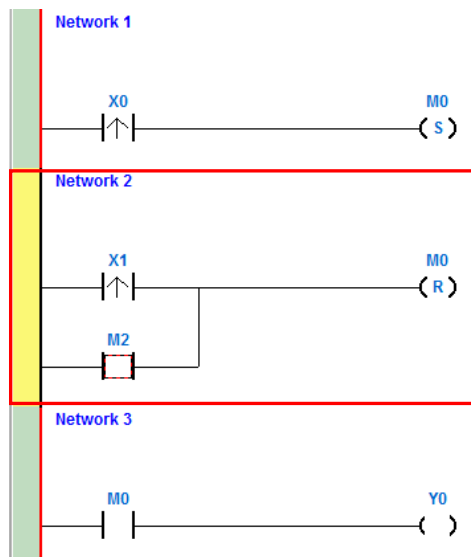 Network 1
X0 M0
S
Network 2
X1 M0
R
M2
Network 3
M0 Y0